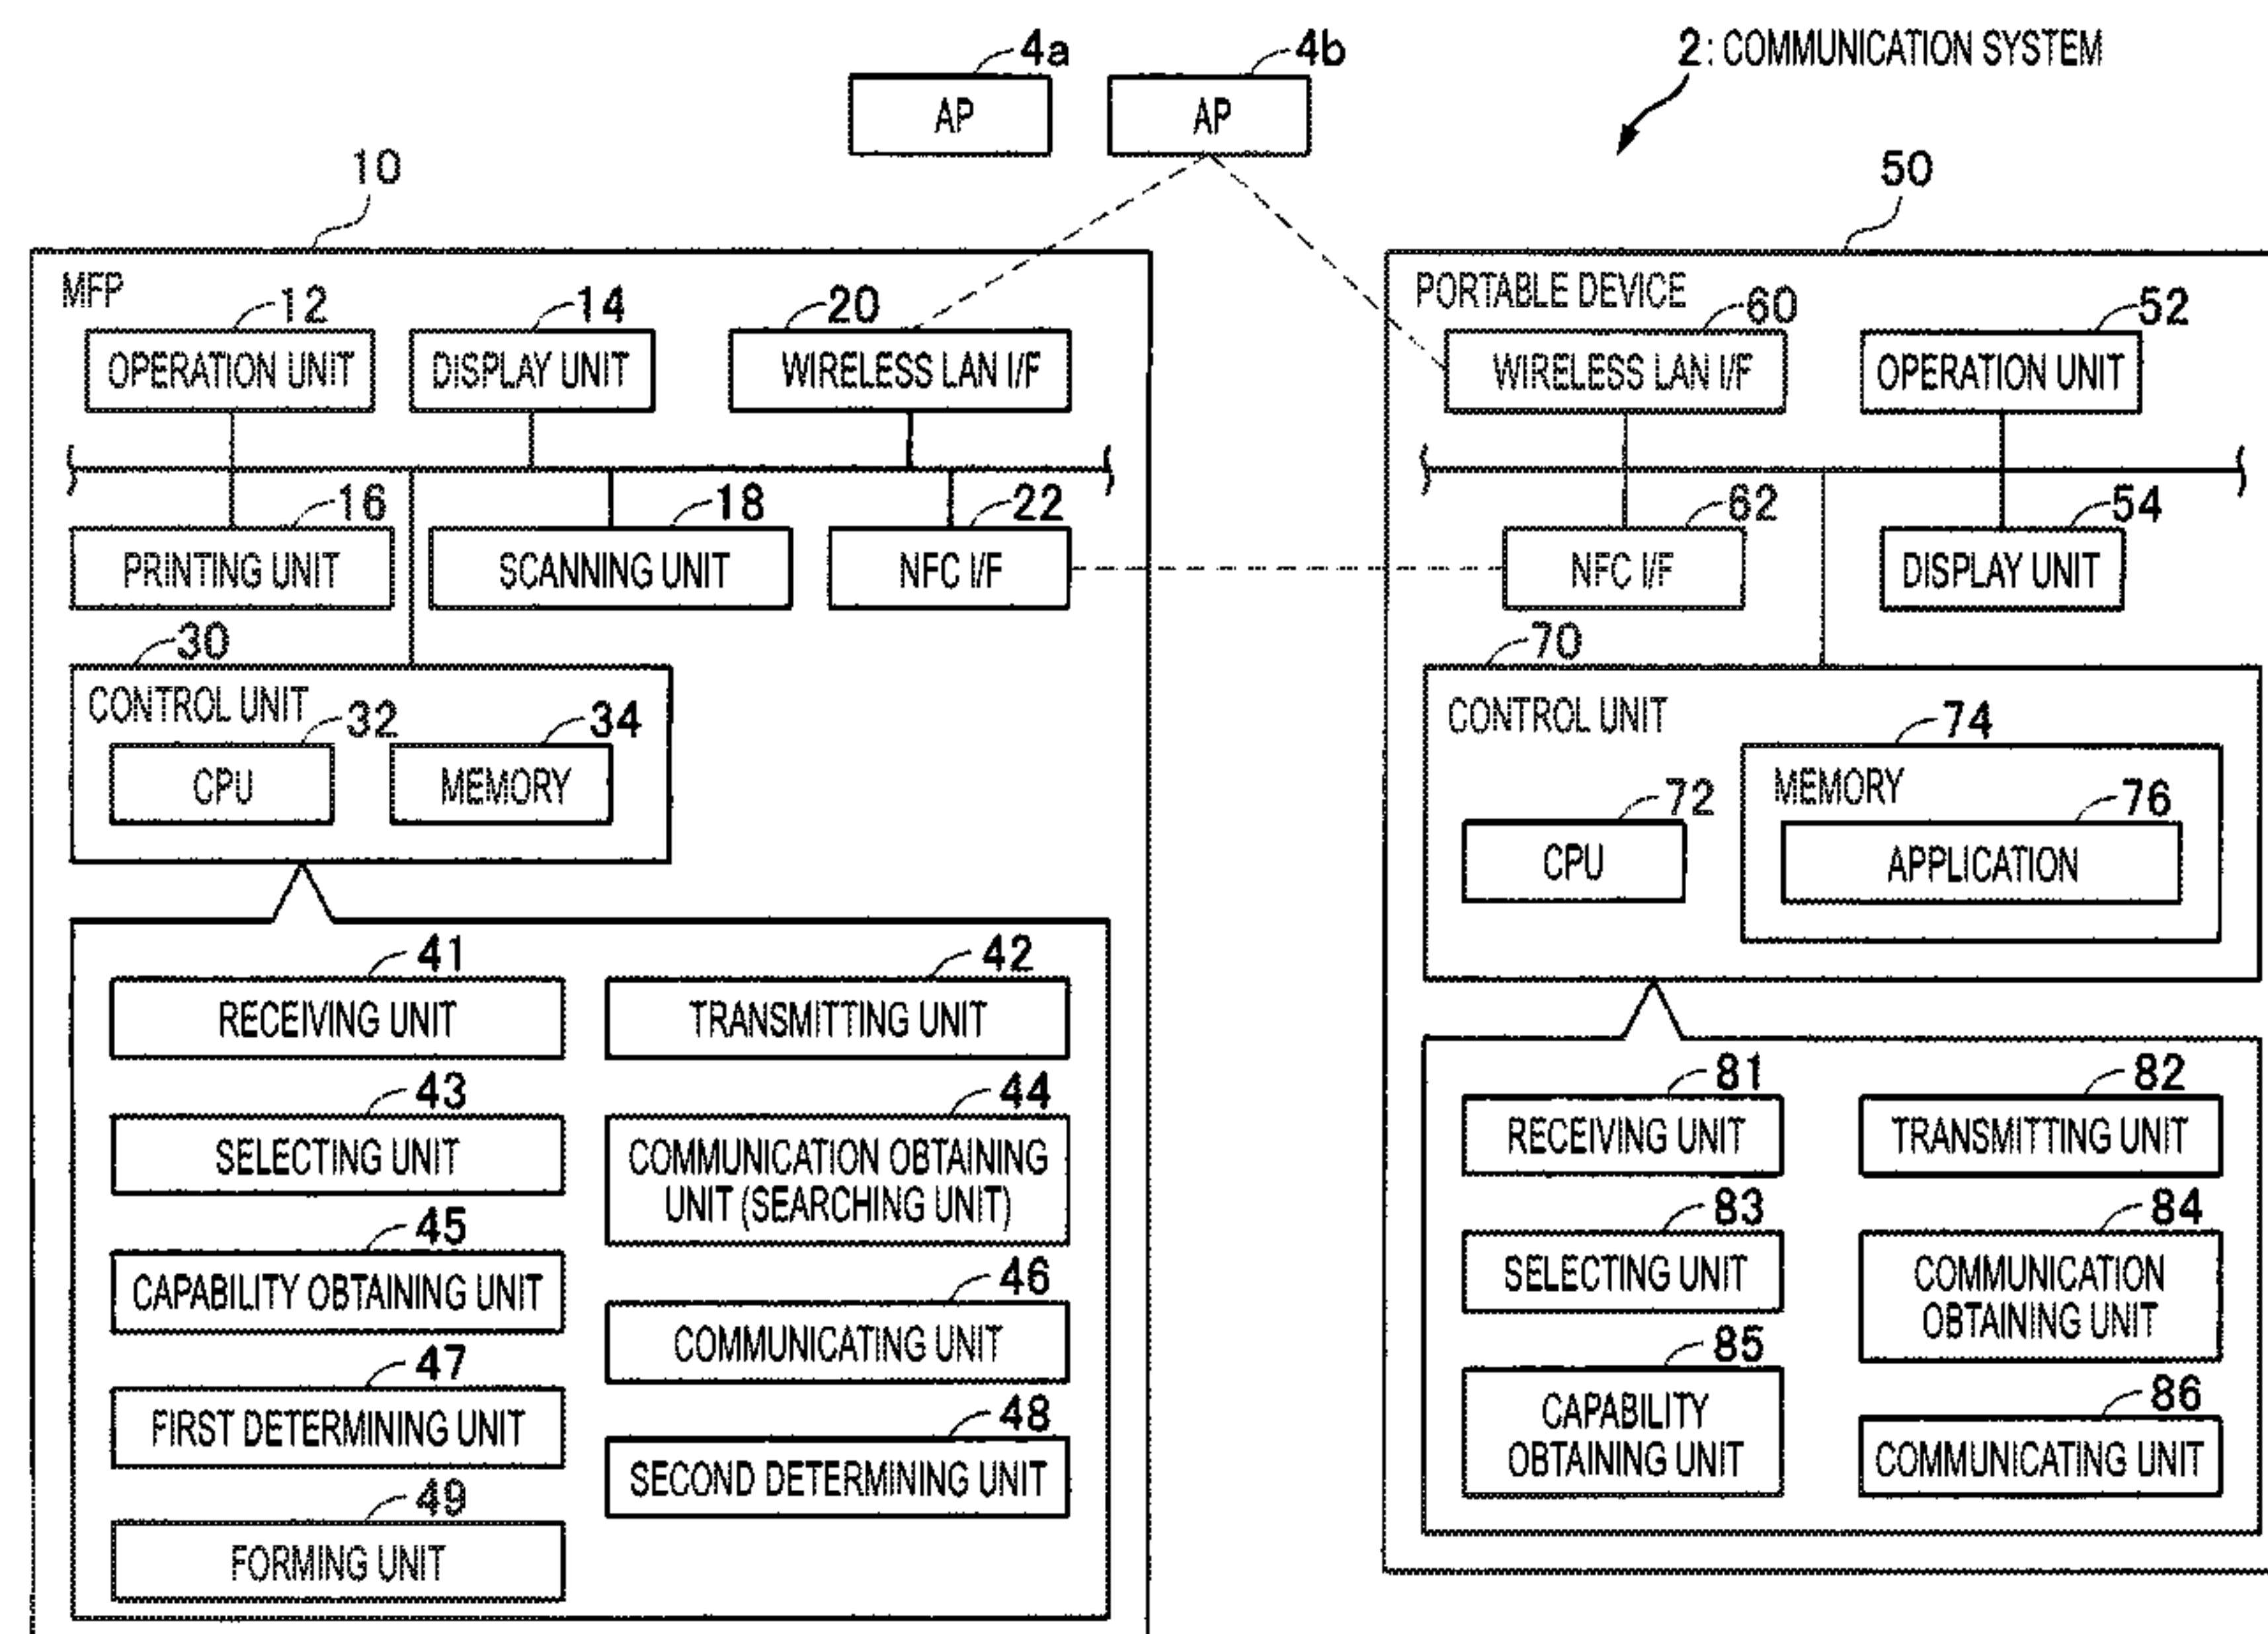 4a
4b
2: COMMUNICATION SYSTEM
AP
AP
10
50
MFP
12
14
20
OPERATION UNIT
DISPLAY UNIT
WIRELESS LAN I/F
16
18
22
PRINTING UNIT
SCANNING UNIT
NFC I/F
30
CONTROL UNIT
32
34
CPU
MEMORY
41
42
RECEIVING UNIT
TRANSMITTING UNIT
43
44
SELECTING UNIT
COMMUNICATION OBTAINING
UNIT (SEARCHING UNIT)
45
CAPABILITY OBTAINING UNIT
46
COMMUNICATING UNIT
47
FIRST DETERMINING UNIT
48
SECOND DETERMINING UNIT
49
FORMING UNIT
PORTABLE DEVICE
60
52
WIRELESS LAN I/F
OPERATION UNIT
62
54
NFC I/F
DISPLAY UNIT
70
CONTROL UNIT
74
MEMORY
72
76
CPU
APPLICATION
81
82
RECEIVING UNIT
TRANSMITTING UNIT
83
84
SELECTING UNIT
COMMUNICATION
OBTAINING UNIT
85
CAPABILITY
OBTAINING UNIT
86
COMMUNICATING UNIT